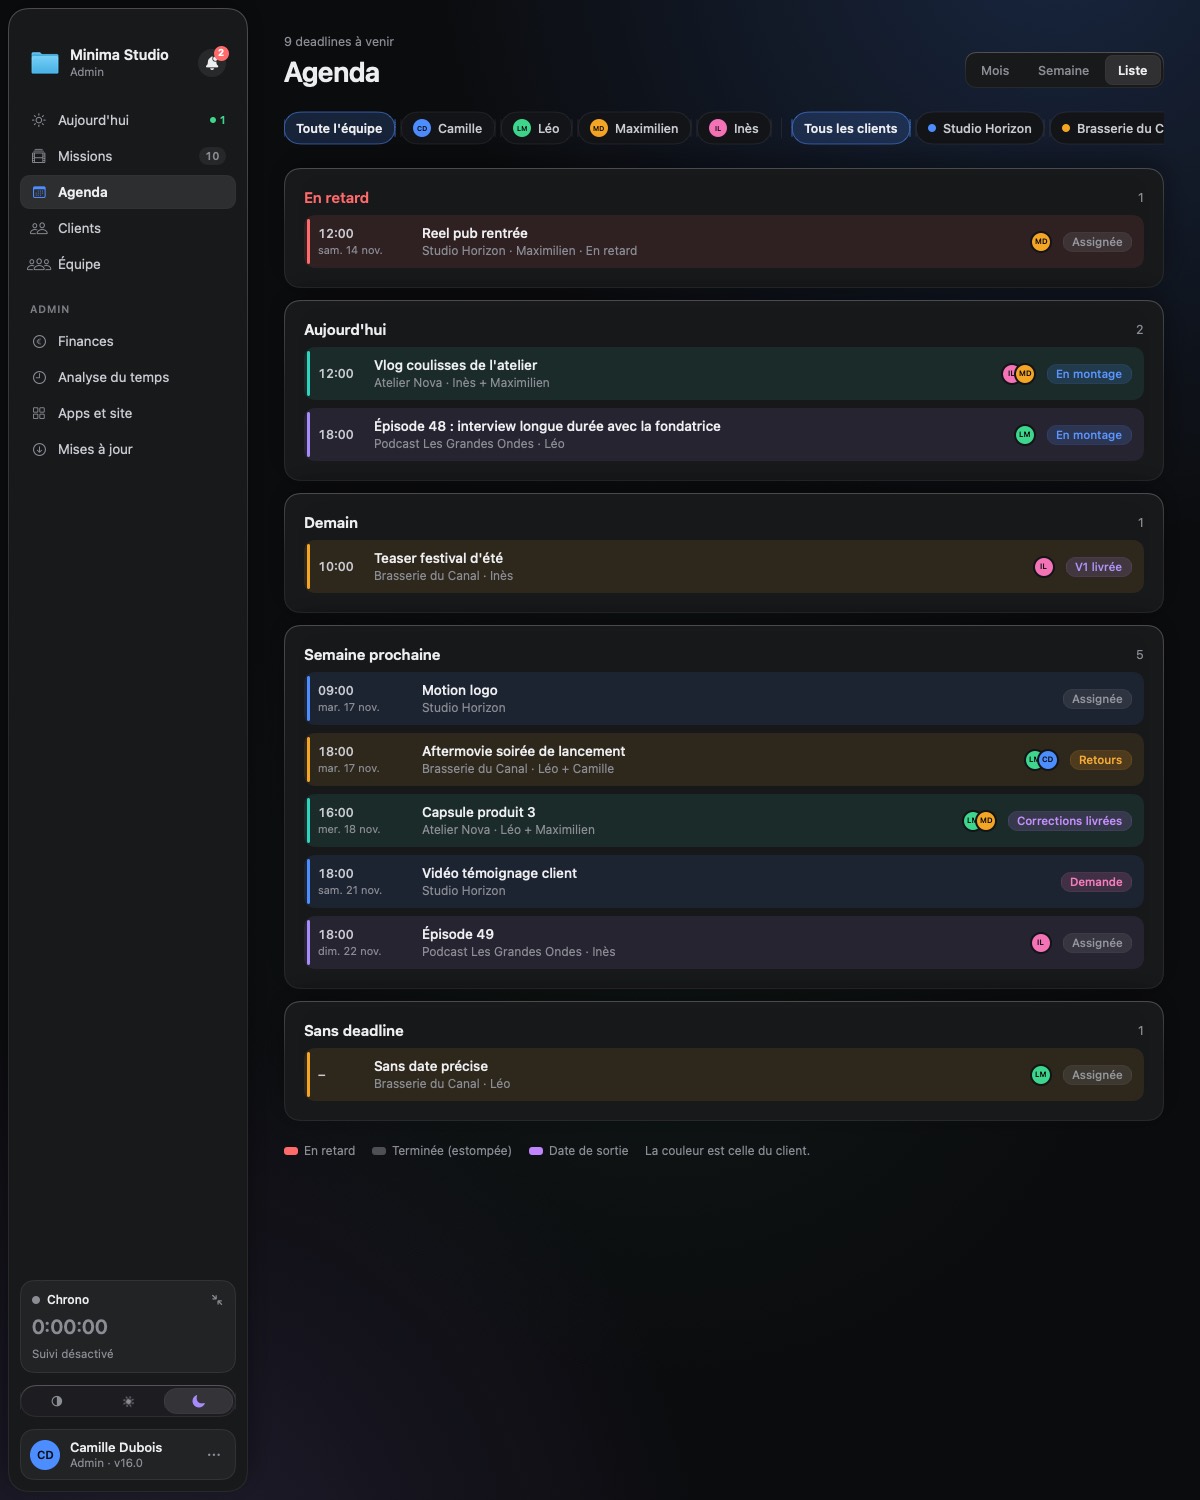 Minima Studio
Admin
2
Aujourd'hui
1
Missions
10
Agenda
Clients
Équipe
ADMIN
Finances
Analyse du temps
Apps et site
Mises à jour
Chrono
0:00:00
Suivi désactivé
CD
Camille Dubois
Admin · v16.0
9 deadlines à venir
Agenda
Mois
Semaine
Liste
Toute l'équipe
CD Camille
LM Léo
MD Maximilien
IL Inès
Tous les clients
Studio Horizon
Brasserie du C
En retard
1
12:00
sam. 14 nov.
Reel pub rentrée
Studio Horizon · Maximilien · En retard
MD
Assignée
Aujourd'hui
2
12:00
Vlog coulisses de l'atelier
Atelier Nova · Inès + Maximilien
IL MD
En montage
18:00
Épisode 48 : interview longue durée avec la fondatrice
Podcast Les Grandes Ondes · Léo
LM
En montage
Demain
1
10:00
Teaser festival d'été
Brasserie du Canal · Inès
IL
V1 livrée
Semaine prochaine
5
09:00
mar. 17 nov.
Motion logo
Studio Horizon
Assignée
18:00
mar. 17 nov.
Aftermovie soirée de lancement
Brasserie du Canal · Léo + Camille
LM CD
Retours
16:00
mer. 18 nov.
Capsule produit 3
Atelier Nova · Léo + Maximilien
LM MD
Corrections livrées
18:00
sam. 21 nov.
Vidéo témoignage client
Studio Horizon
Demande
18:00
dim. 22 nov.
Épisode 49
Podcast Les Grandes Ondes · Inès
IL
Assignée
Sans deadline
1
–
Sans date précise
Brasserie du Canal · Léo
LM
Assignée
En retard
Terminée (estompée)
Date de sortie
La couleur est celle du client.